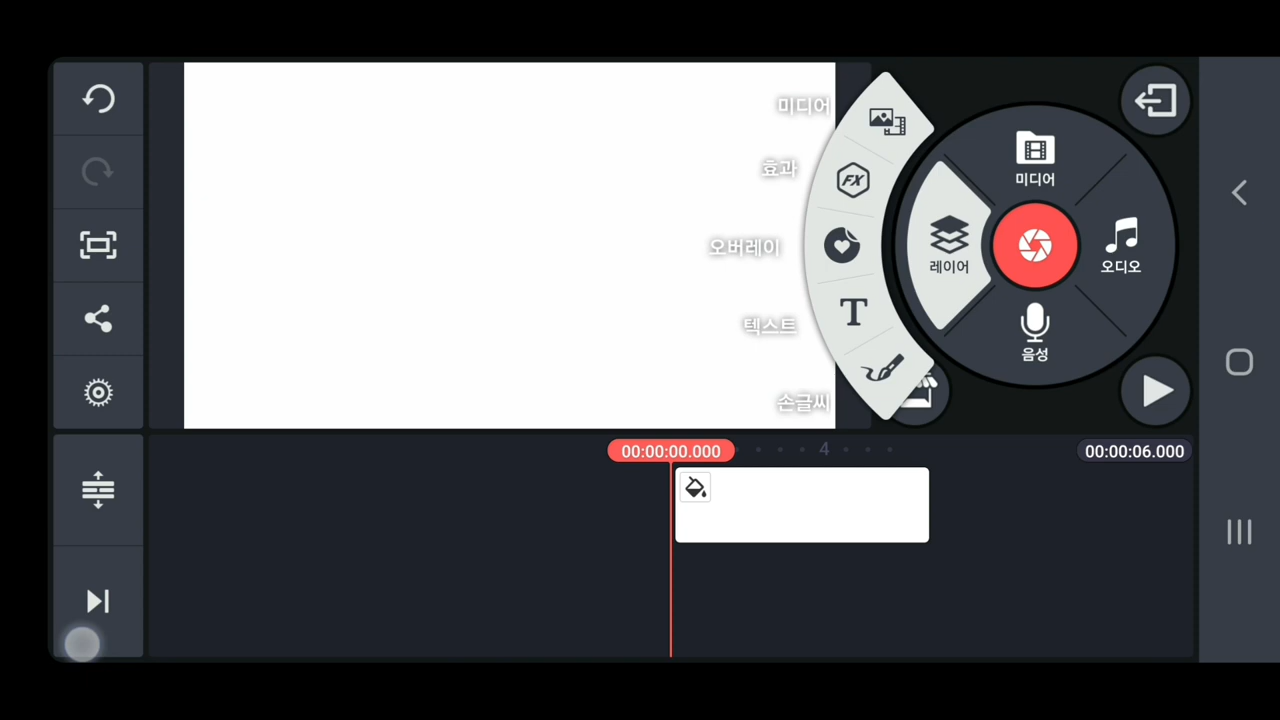 미디어
효과
오버레이
텍스트
손글씨
FX
T
미디어
레이어
오디오
음성
00:00:00.000
4
00:00:06.000